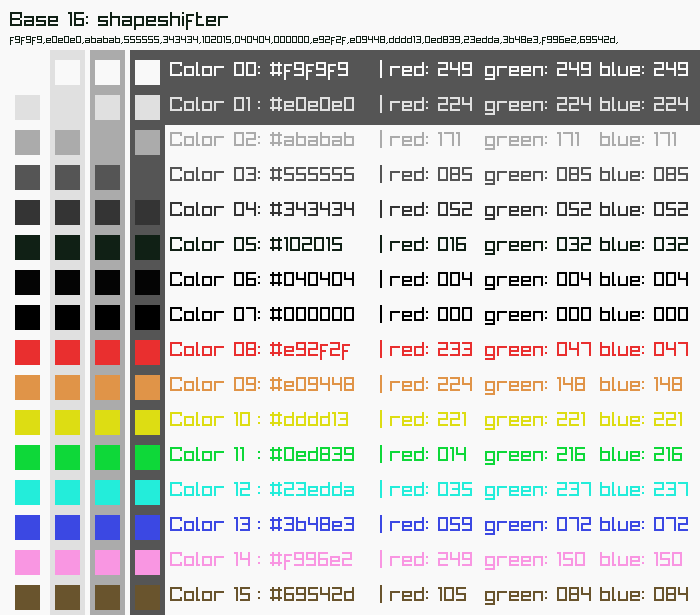 Base 16: shapeshifter
f9f9f9,e0e0e0,ababab,555555,343434,102015,040404,000000,e92f2f,e09448,dddd13,0ed839,23edda,3b48e3,f996e2,69542d,
Color 00: #f9f9f9 | red: 249 green: 249 blue: 249
Color 01: #e0e0e0 | red: 224 green: 224 blue: 224
Color 02: #ababab | red: 171 green: 171 blue: 171
Color 03: #555555 | red: 085 green: 085 blue: 085
Color 04: #343434 | red: 052 green: 052 blue: 052
Color 05: #102015 | red: 016 green: 032 blue: 032
Color 06: #040404 | red: 004 green: 004 blue: 004
Color 07: #000000 | red: 000 green: 000 blue: 000
Color 08: #e92f2f | red: 233 green: 047 blue: 047
Color 09: #e09448 | red: 224 green: 148 blue: 148
Color 10 : #dddd13 | red: 221 green: 221 blue: 221
Color 11 : #0ed839 | red: 014 green: 216 blue: 216
Color 12 : #23edda | red: 035 green: 237 blue: 237
Color 13 : #3b48e3 | red: 059 green: 072 blue: 072
Color 14 : #f996e2 | red: 249 green: 150 blue: 150
Color 15 : #69542d | red: 105 green: 084 blue: 084